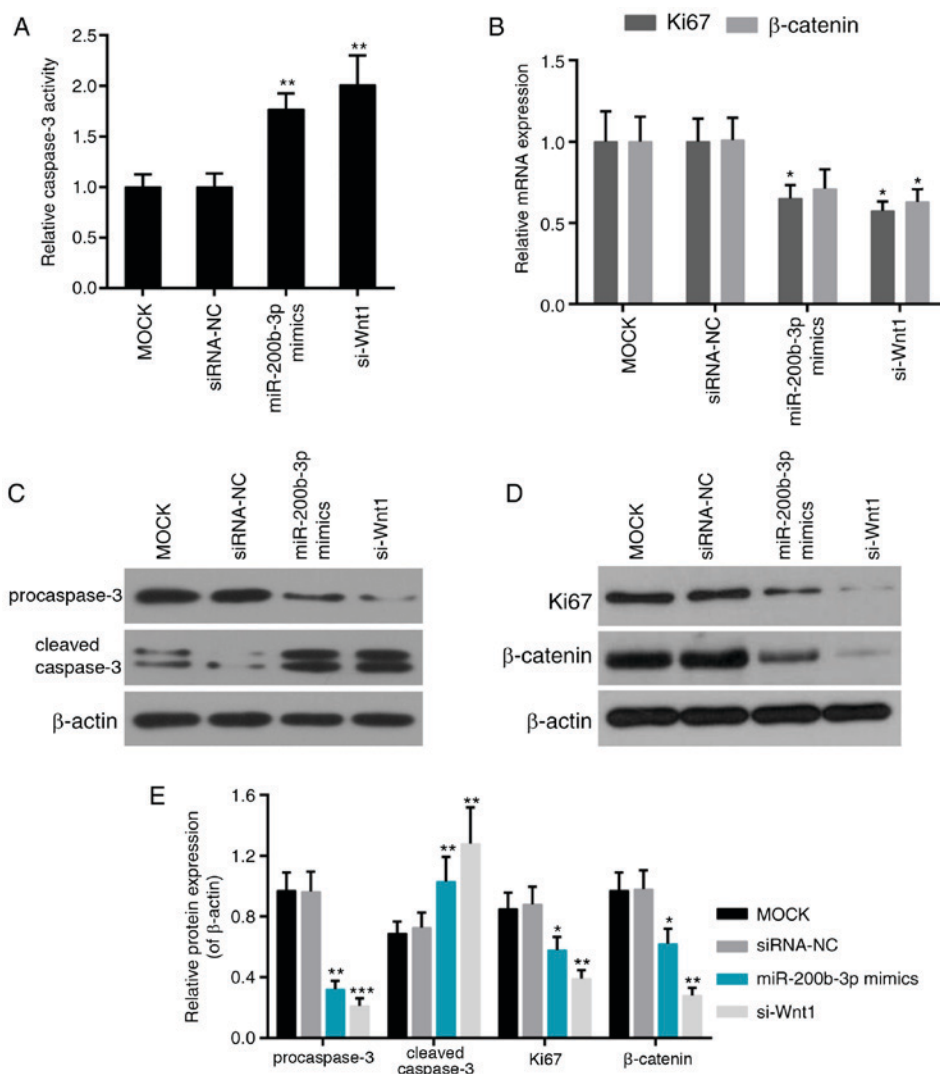 A
Relative caspase-3 activity
2.5
2.0
1.5
1.0
0.5
0.0
**
**
MOCK
siRNA-NC
miR-200b-3p
mimics
si-Wnt1
B
Ki67
β-catenin
Relative mRNA expression
1.5
1.0
0.5
0.0
*
*
*
MOCK
siRNA-NC
miR-200b-3p
mimics
si-Wnt1
C
MOCK
siRNA-NC
miR-200b-3p
mimics
si-Wnt1
procaspase-3
cleaved
caspase-3
β-actin
D
MOCK
siRNA-NC
miR-200b-3p
mimics
si-Wnt1
Ki67
β-catenin
β-actin
E
Relative protein expression
(of β-actin)
1.6
1.2
0.8
0.4
0.0
**
***
**
**
*
**
*
**
procaspase-3
cleaved
caspase-3
Ki67
β-catenin
MOCK
siRNA-NC
miR-200b-3p mimics
si-Wnt1